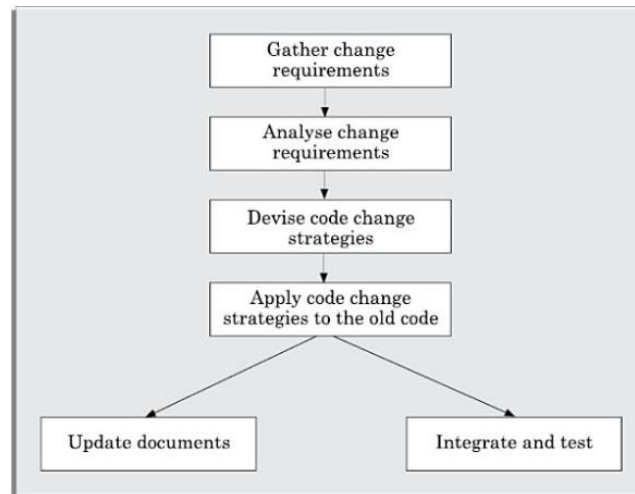 Gather change
requirements
Analyse change
requirements
Devise code change
strategies
Apply code change
strategies to the old code
Update documents
Integrate and test